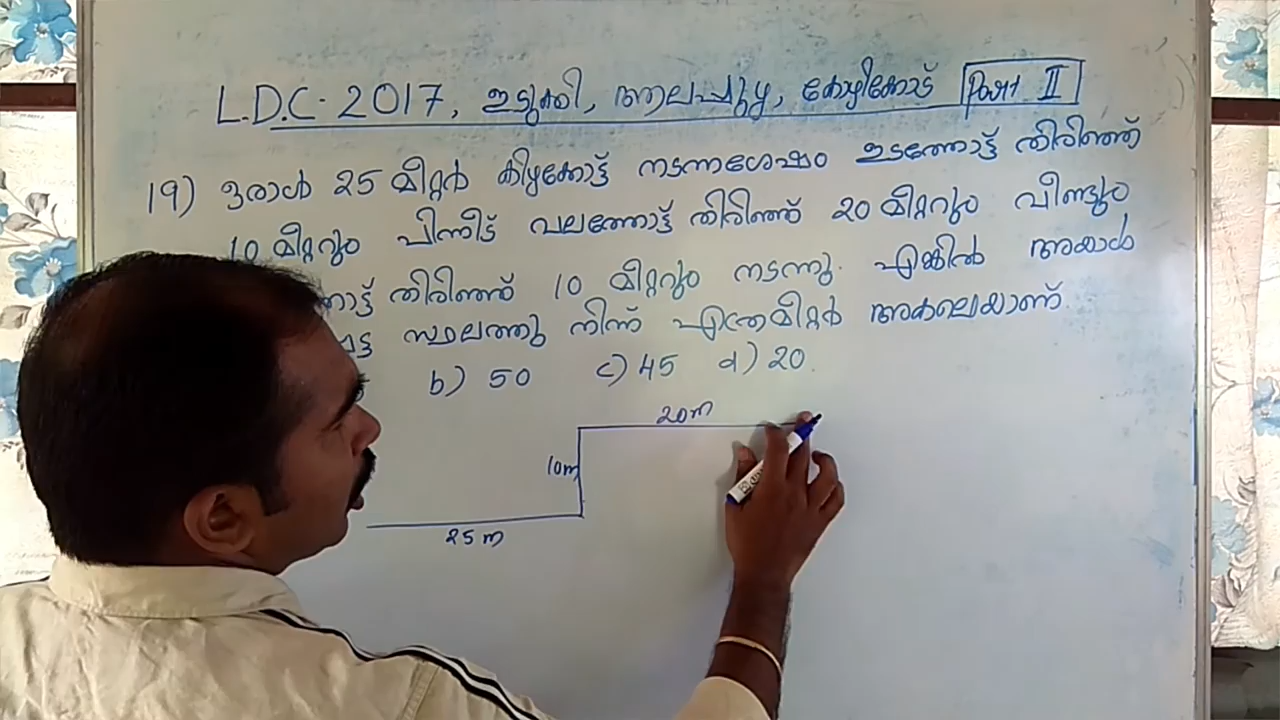 L.D.C. 2017, ഇടുക്കി, ആലപ്പുഴ, കോഴിക്കോട് Part II
19) ഒരാൾ 25 മീറ്റർ കിഴക്കോട്ട് നടന്നശേഷം ഇടത്തോട്ട് തിരിഞ്ഞ്
10 മീറ്ററും പിന്നീട് വലത്തോട്ട് തിരിഞ്ഞ് 20 മീറ്ററും വീണ്ടും
തിരിഞ്ഞ് 10 മീറ്ററും നടന്നു. എങ്കിൽ അയാൾ
സ്ഥലത്തു നിന്ന് എത്രമീറ്റർ അകലെയാണ്.
b) 50 c) 45 d) 20.
20m
10m
25m